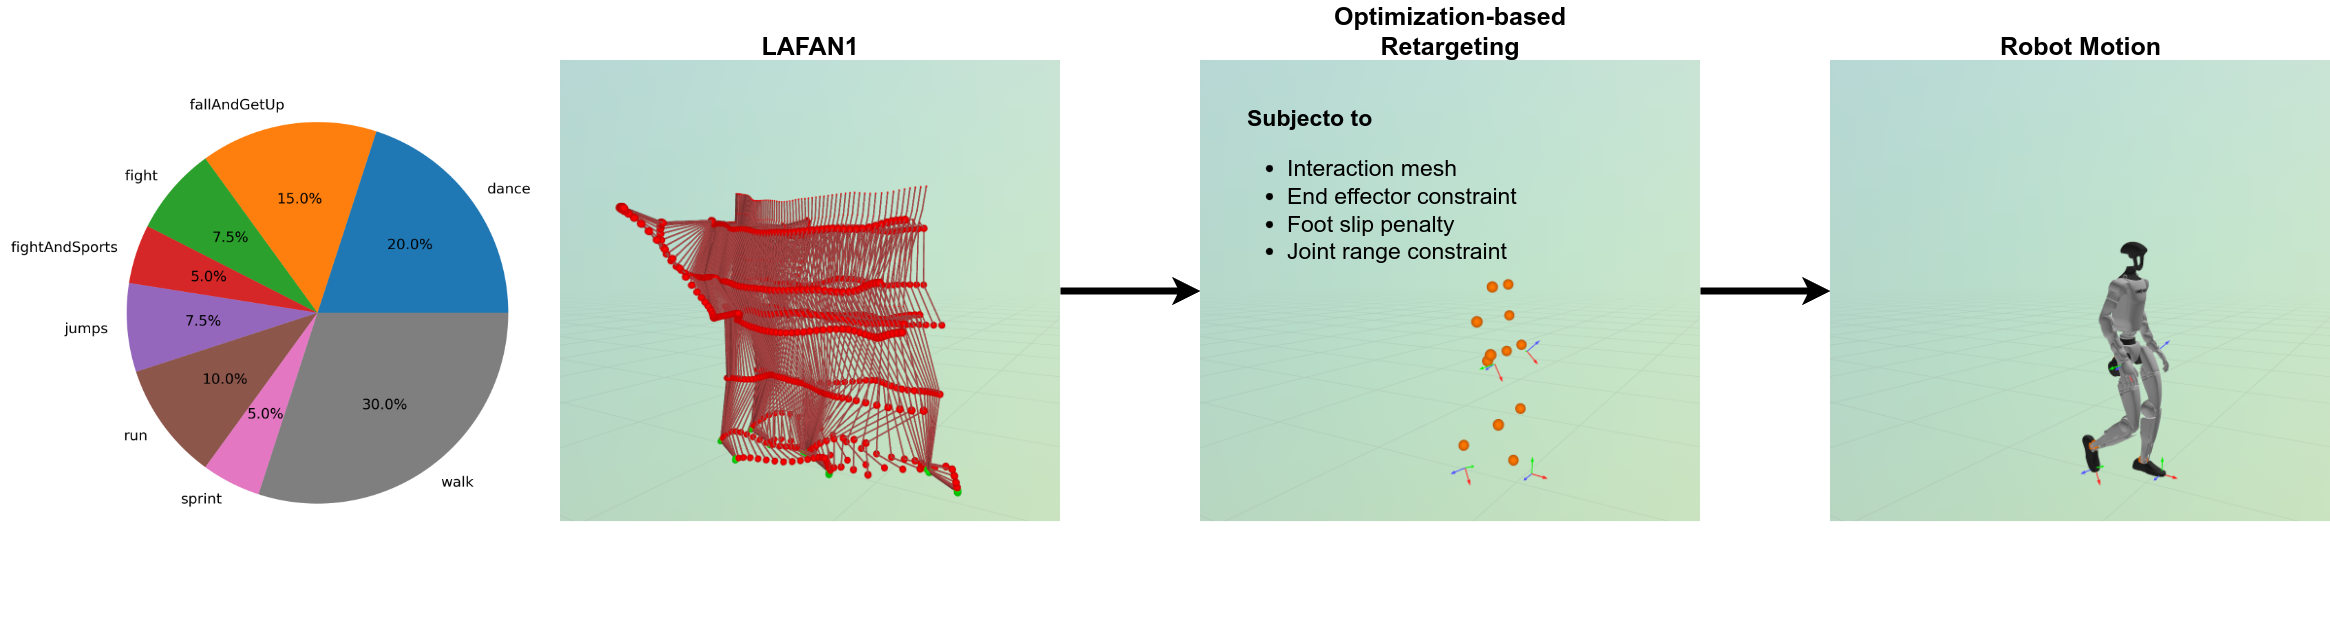 fallAndGetUp
fight
dance
15.0%
7.5%
20.0%
fightAndSports
5.0%
jumps
7.5%
10.0%
30.0%
5.0%
run
walk
sprint
LAFAN1
Optimization-based
Retargeting
Subjecto to
• Interaction mesh
• End effector constraint
• Foot slip penalty
• Joint range constraint
Robot Motion